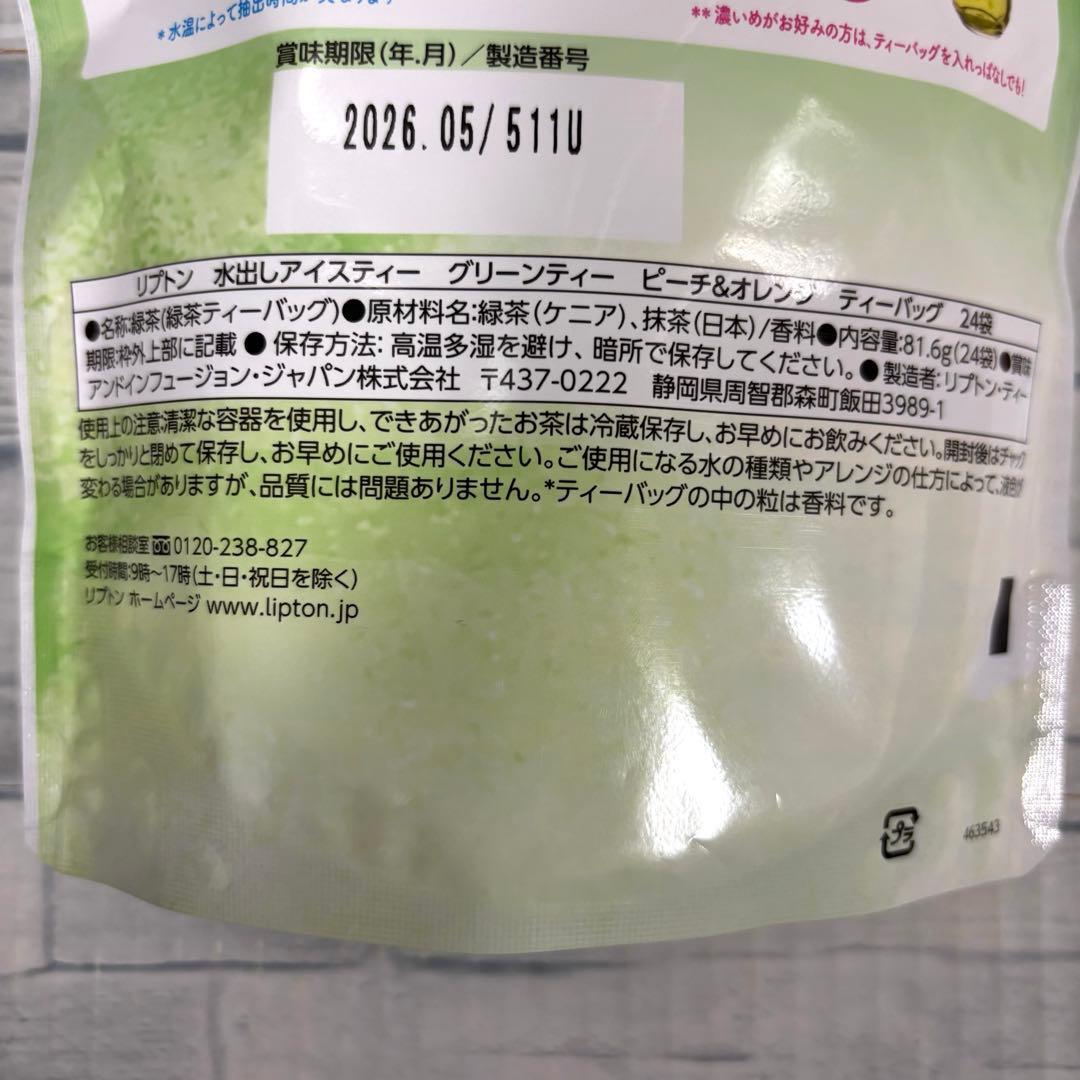 *水温によって抽出時間が異なります
**濃いめがお好みの方は、ティーバッグを入れっぱなしでも!
賞味期限(年.月)/製造番号
2026.05/511U
リプトン 水出しアイスティー グリーンティー ピーチ&オレンジ ティーバッグ 24袋
●名称:緑茶(緑茶ティーバッグ)●原材料名:緑茶(ケニア)、抹茶(日本)/香料●内容量:81.6g(24袋)●賞味
期限:枠外上部に記載 ● 保存方法: 高温多湿を避け、暗所で保存してください。● 製造者: リプトン・ティー
アンドインフュージョン・ジャパン株式会社 〒437-0222 静岡県周智郡森町飯田3989-1
使用上の注意:清潔な容器を使用し、できあがったお茶は冷蔵保存し、お早めにお飲みください。開封後はチャック
をしっかりと閉めて保存し、お早めにご使用ください。ご使用になる水の種類やアレンジの仕方によって、液色が
変わる場合がありますが、品質には問題ありません。*ティーバッグの中の粒は香料です。
お客様相談室 0120-238-827
受付時間:9時〜17時(土・日・祝日を除く)
リプトン ホームページ www.lipton.jp
プラ
463543